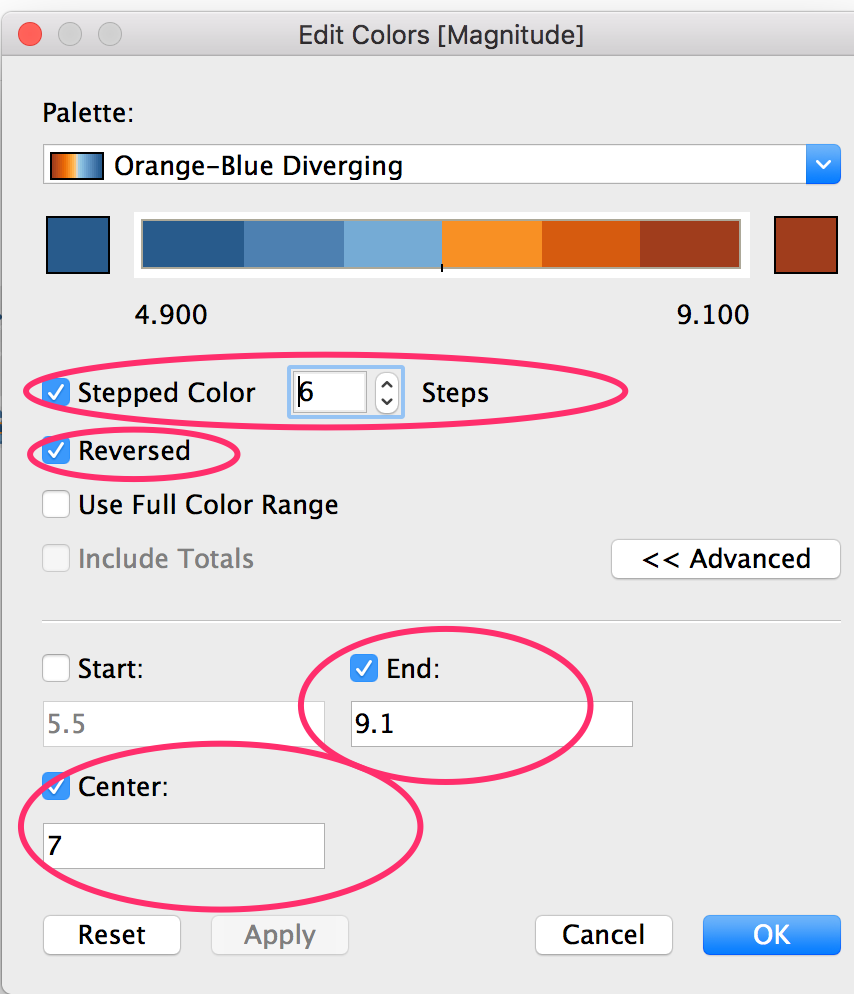 Edit Colors [Magnitude]
Palette:
Orange-Blue Diverging
4.900 9.100
Stepped Color 6 Steps
Reversed
Use Full Color Range
Include Totals << Advanced
Start: End:
5.5 9.1
Center:
7
Reset Apply Cancel OK